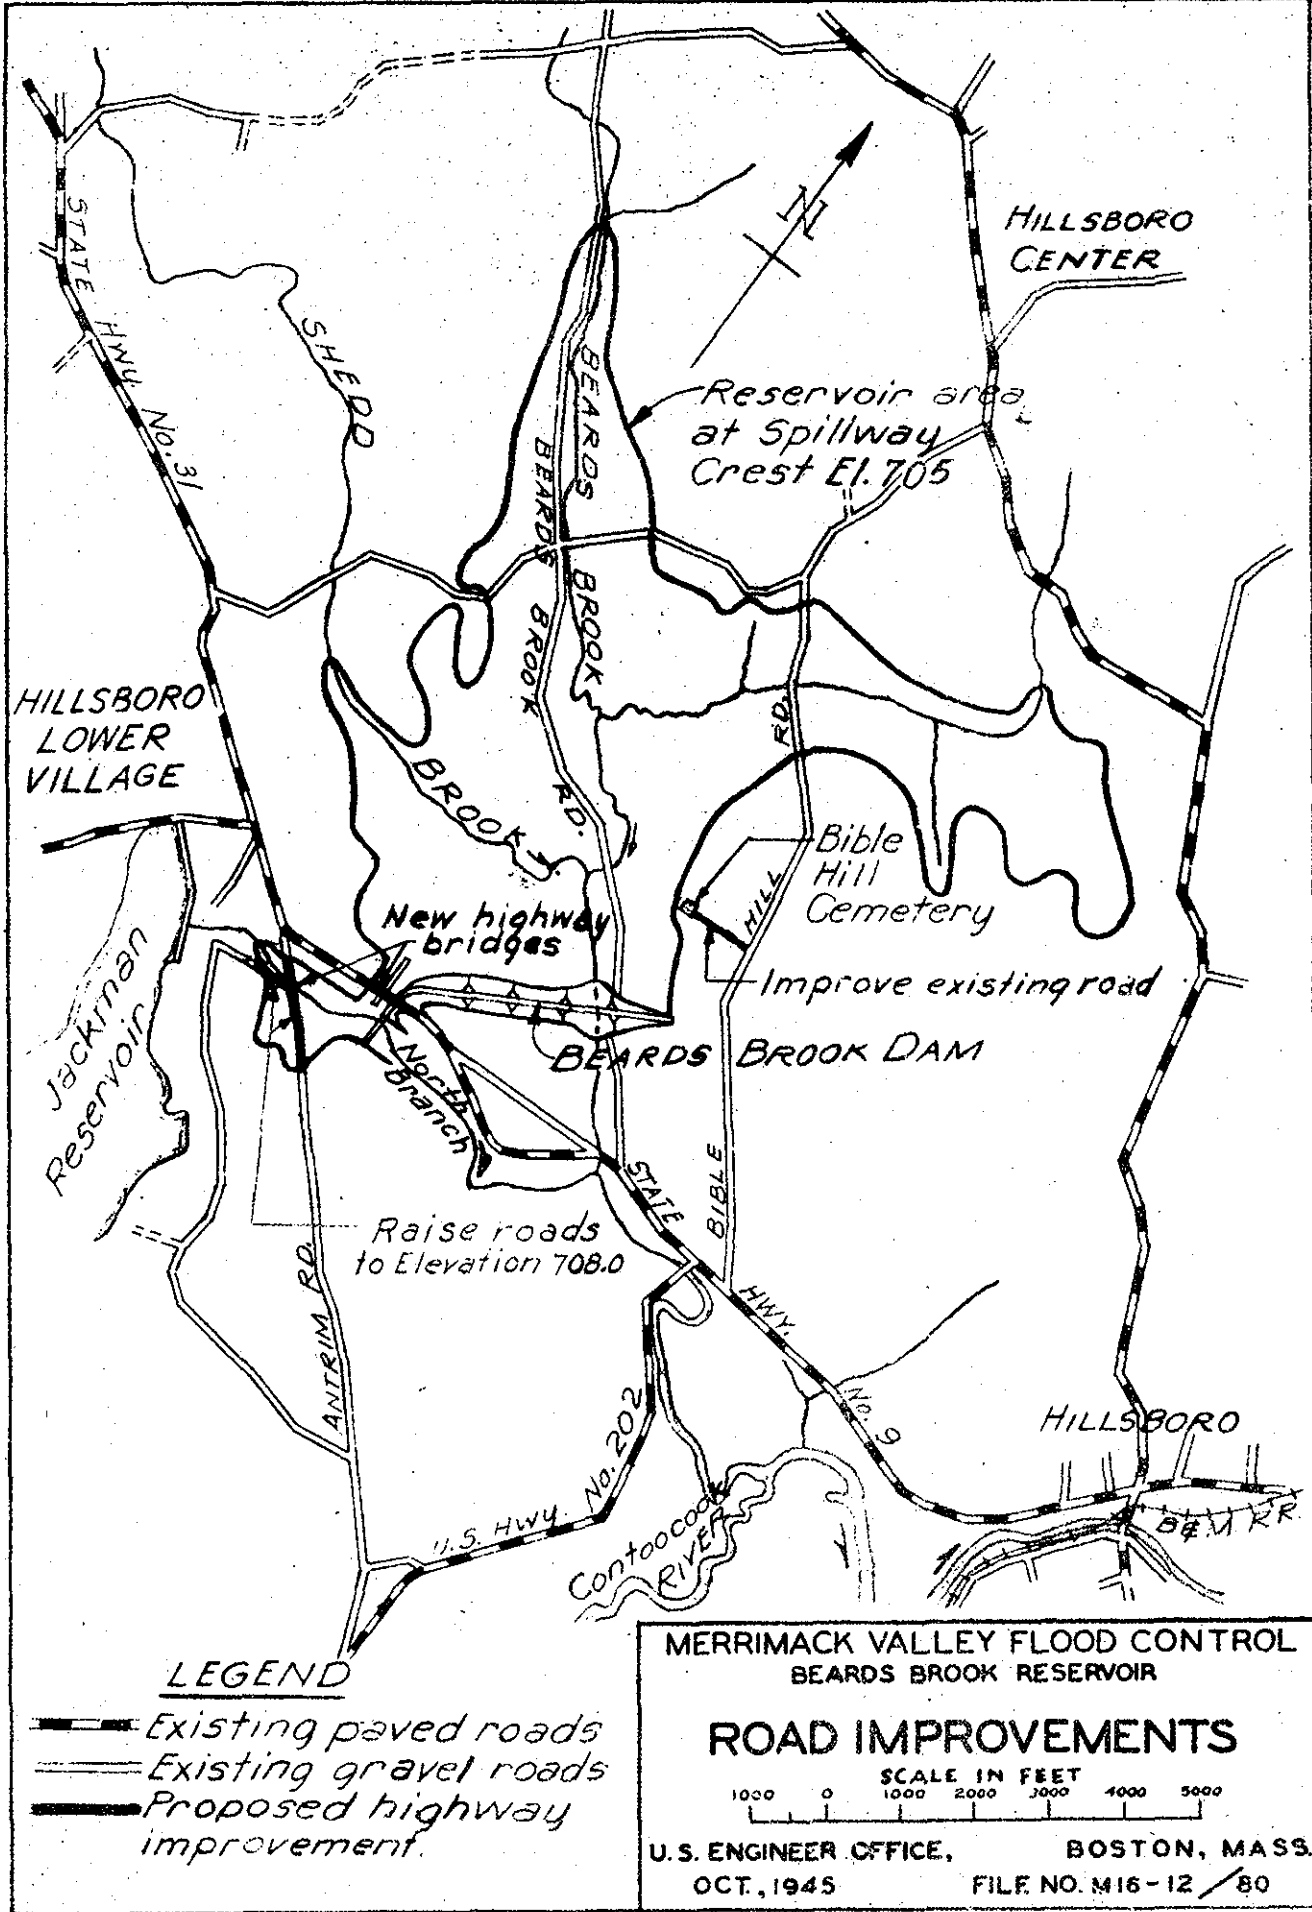 HILLSBORO
CENTER
N
STATE HWY. No. 31
SHEDD
BROOK
BEARDS
BROOK
BEARDS
BROOK
RD.
Reservoir area
at Spillway
Crest El. 705
HILLSBORO
LOWER
VILLAGE
RD.
HILL
BIBLE
Bible
Hill
Cemetery
New highway
bridges
Improve existing road
BEARDS BROOK DAM
Jackman
Reservoir
North
Branch
Raise roads
to Elevation 708.0
ANTRIM RD.
STATE
HWY.
No. 9
U.S. HWY. No. 202
Contoocook
RIVER
HILLSBORO
B&M RR.
LEGEND
Existing paved roads
Existing gravel roads
Proposed highway
improvement.
MERRIMACK VALLEY FLOOD CONTROL
BEARDS BROOK RESERVOIR
ROAD IMPROVEMENTS
SCALE IN FEET
1000 0 1000 2000 3000 4000 5000
U.S. ENGINEER OFFICE, BOSTON, MASS.
OCT., 1945 FILE NO. M16-12/80